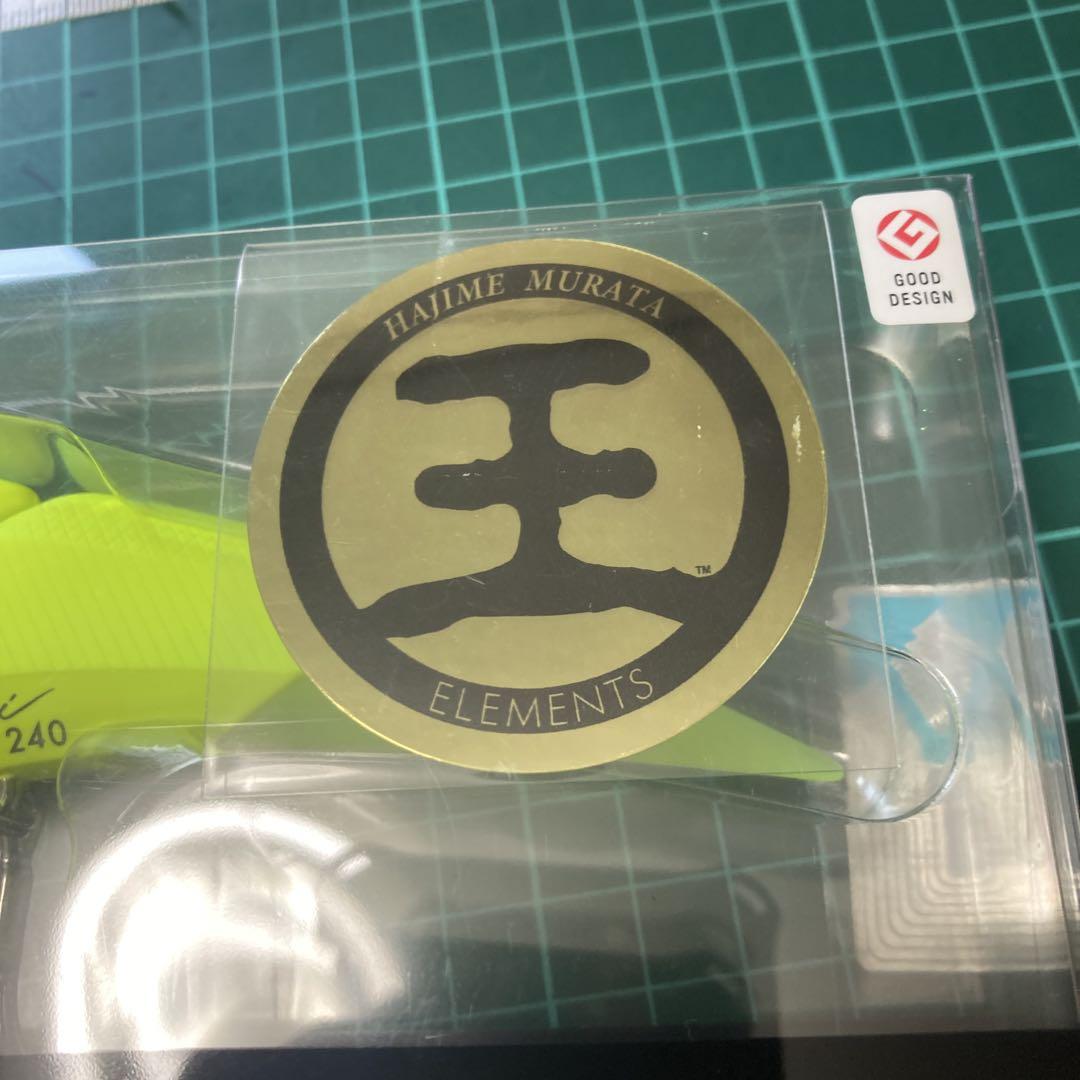 HAJIME MURATA
王
TM
ELEMENTS
GOOD
DESIGN
i
240